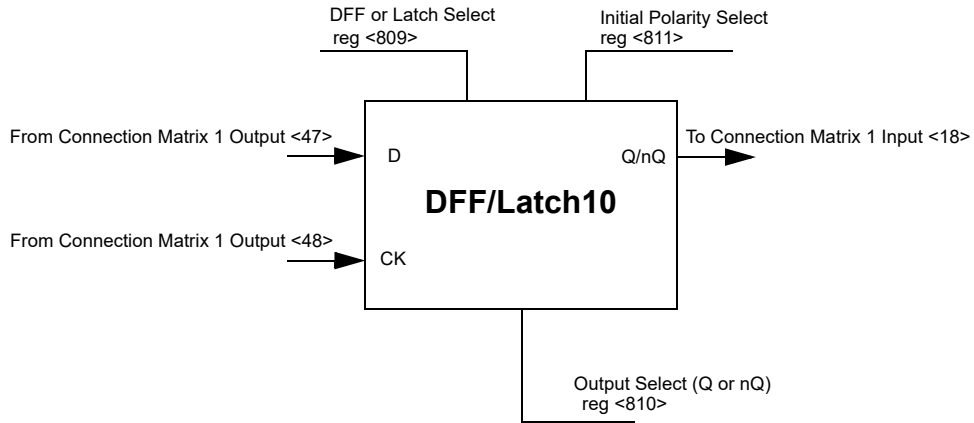 DFF or Latch Select
reg <809>
Initial Polarity Select
reg <811>
From Connection Matrix 1 Output <47>
D
Q/nQ
To Connection Matrix 1 Input <18>
DFF/Latch10
From Connection Matrix 1 Output <48>
CK
Output Select (Q or nQ)
reg <810>